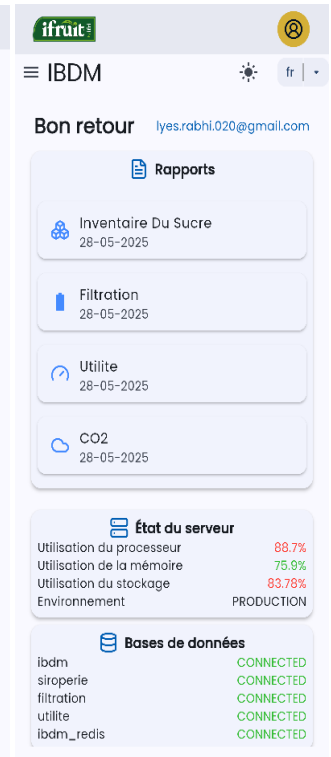 ifruit
IBDM
fr
Bon retour
lyes.rabhi.020@gmail.com
Rapports
Inventaire Du Sucre
28-05-2025
Filtration
28-05-2025
Utilite
28-05-2025
CO2
28-05-2025
État du serveur
Utilisation du processeur 88.7%
Utilisation de la mémoire 75.9%
Utilisation du stockage 83.78%
Environnement PRODUCTION
Bases de données
ibdm CONNECTED
siroperie CONNECTED
filtration CONNECTED
utilite CONNECTED
ibdm_redis CONNECTED